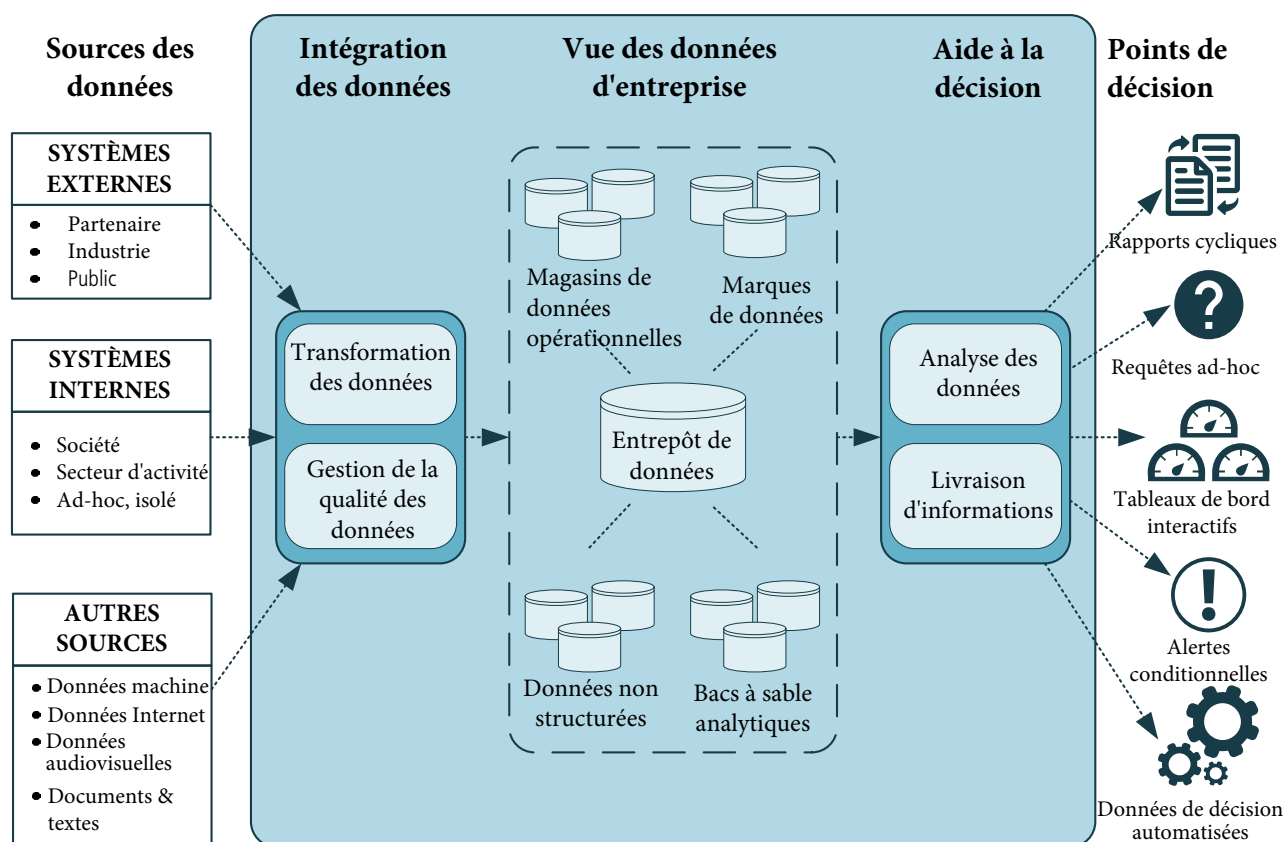 Sources des
données
Intégration
des données
Vue des données
d'entreprise
Aide à la
décision
Points de
décision
SYSTÈMES
EXTERNES
• Partenaire
• Industrie
• Public
SYSTÈMES
INTERNES
• Société
• Secteur d'activité
• Ad-hoc, isolé
AUTRES
SOURCES
• Données machine
• Données Internet
• Données
audiovisuelles
• Documents &
textes
Transformation
des données
Gestion de la
qualité des
données
Magasins de
données
opérationnelles
Marques
de données
Entrepôt de
données
Données non
structurées
Bacs à sable
analytiques
Analyse des
données
Livraison
d'informations
Rapports cycliques
?
Requêtes ad-hoc
Tableaux de bord
interactifs
!
Alertes
conditionnelles
Données de décision
automatisées